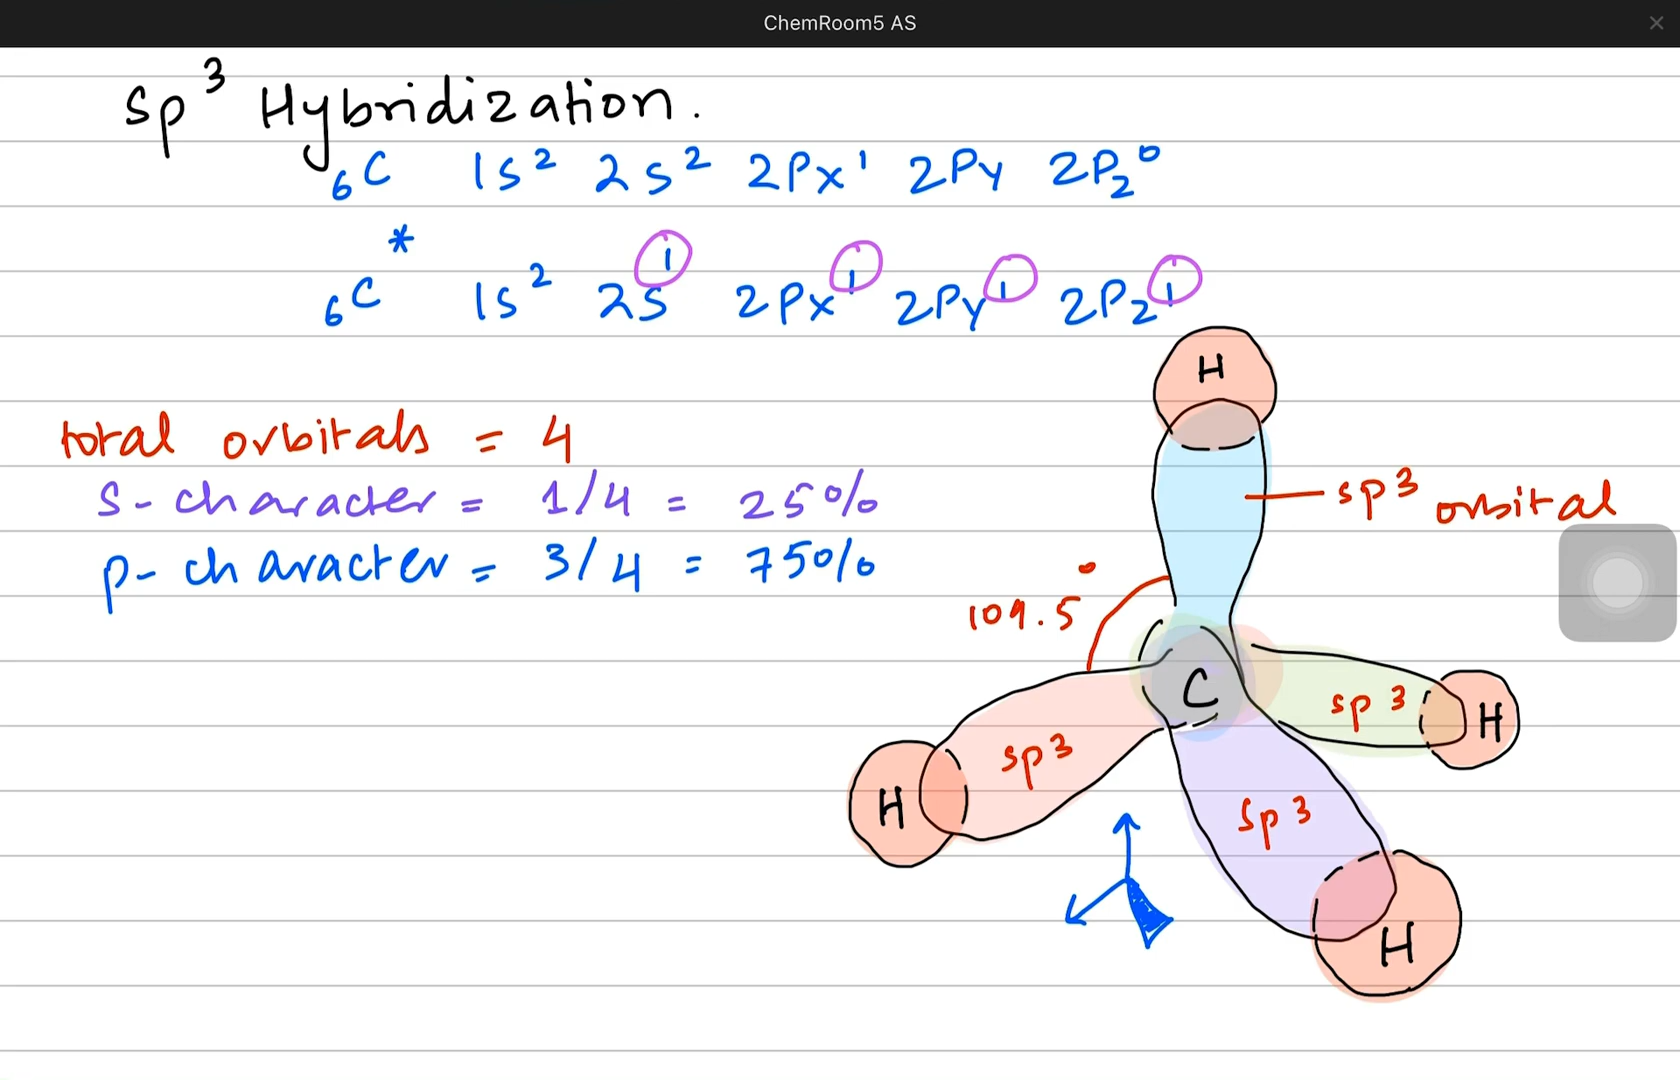 ChemRoom5 AS
Sp³ Hybridization.
₆C 1s² 2s² 2Px¹ 2Py 2Pz⁰
*
₆C 1s² 2s¹ 2Px¹ 2Py¹ 2Pz¹
H
total orbitals = 4
s-character = 1/4 = 25%
sp³ orbital
p-character = 3/4 = 75%
109.5°
C
sp³ H
sp³
H
sp³
H